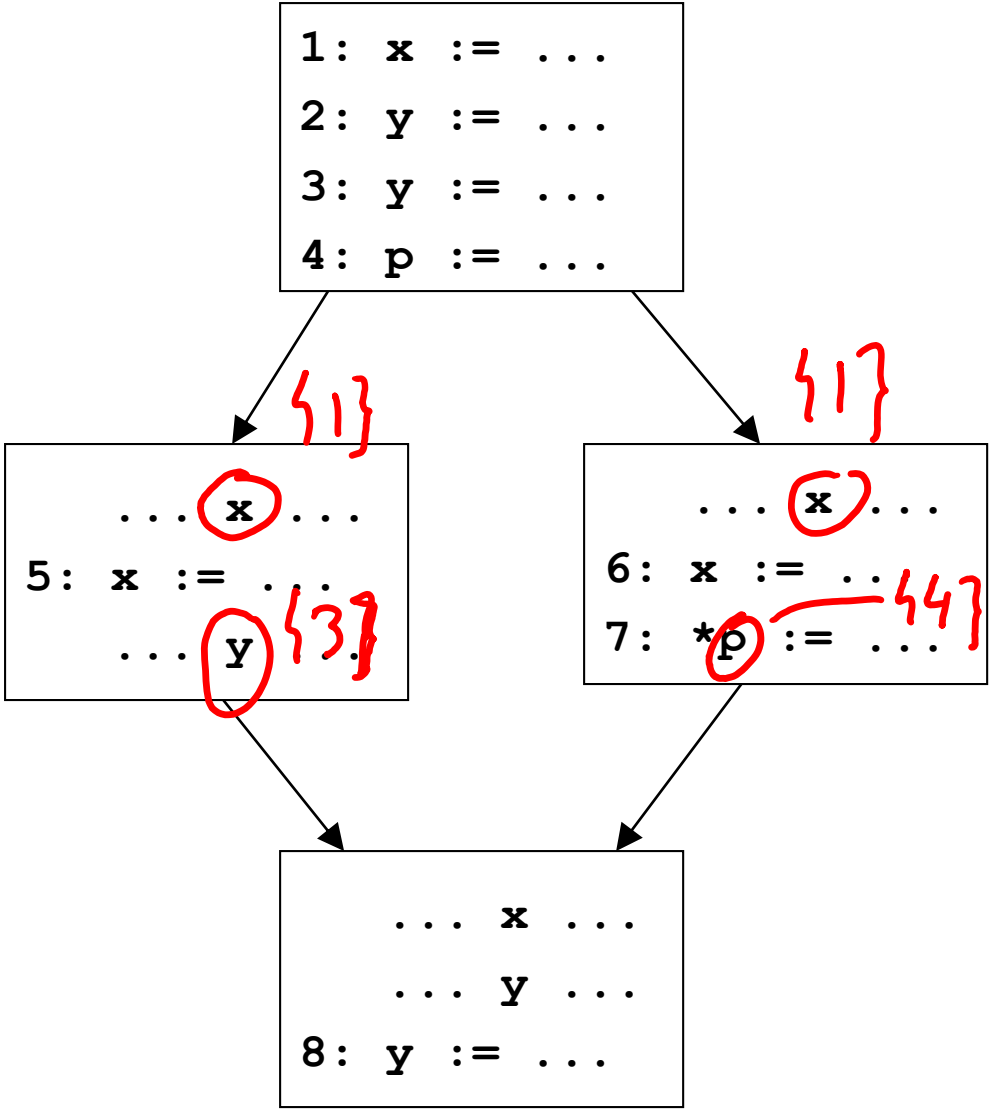 1: x := ...
2: y := ...
3: y := ...
4: p := ...
{1}
{1}
... x ...
5: x := ...
... y ... {3}
... x ...
6: x := ...
7: *p := ... {4}
... x ...
... y ...
8: y := ...